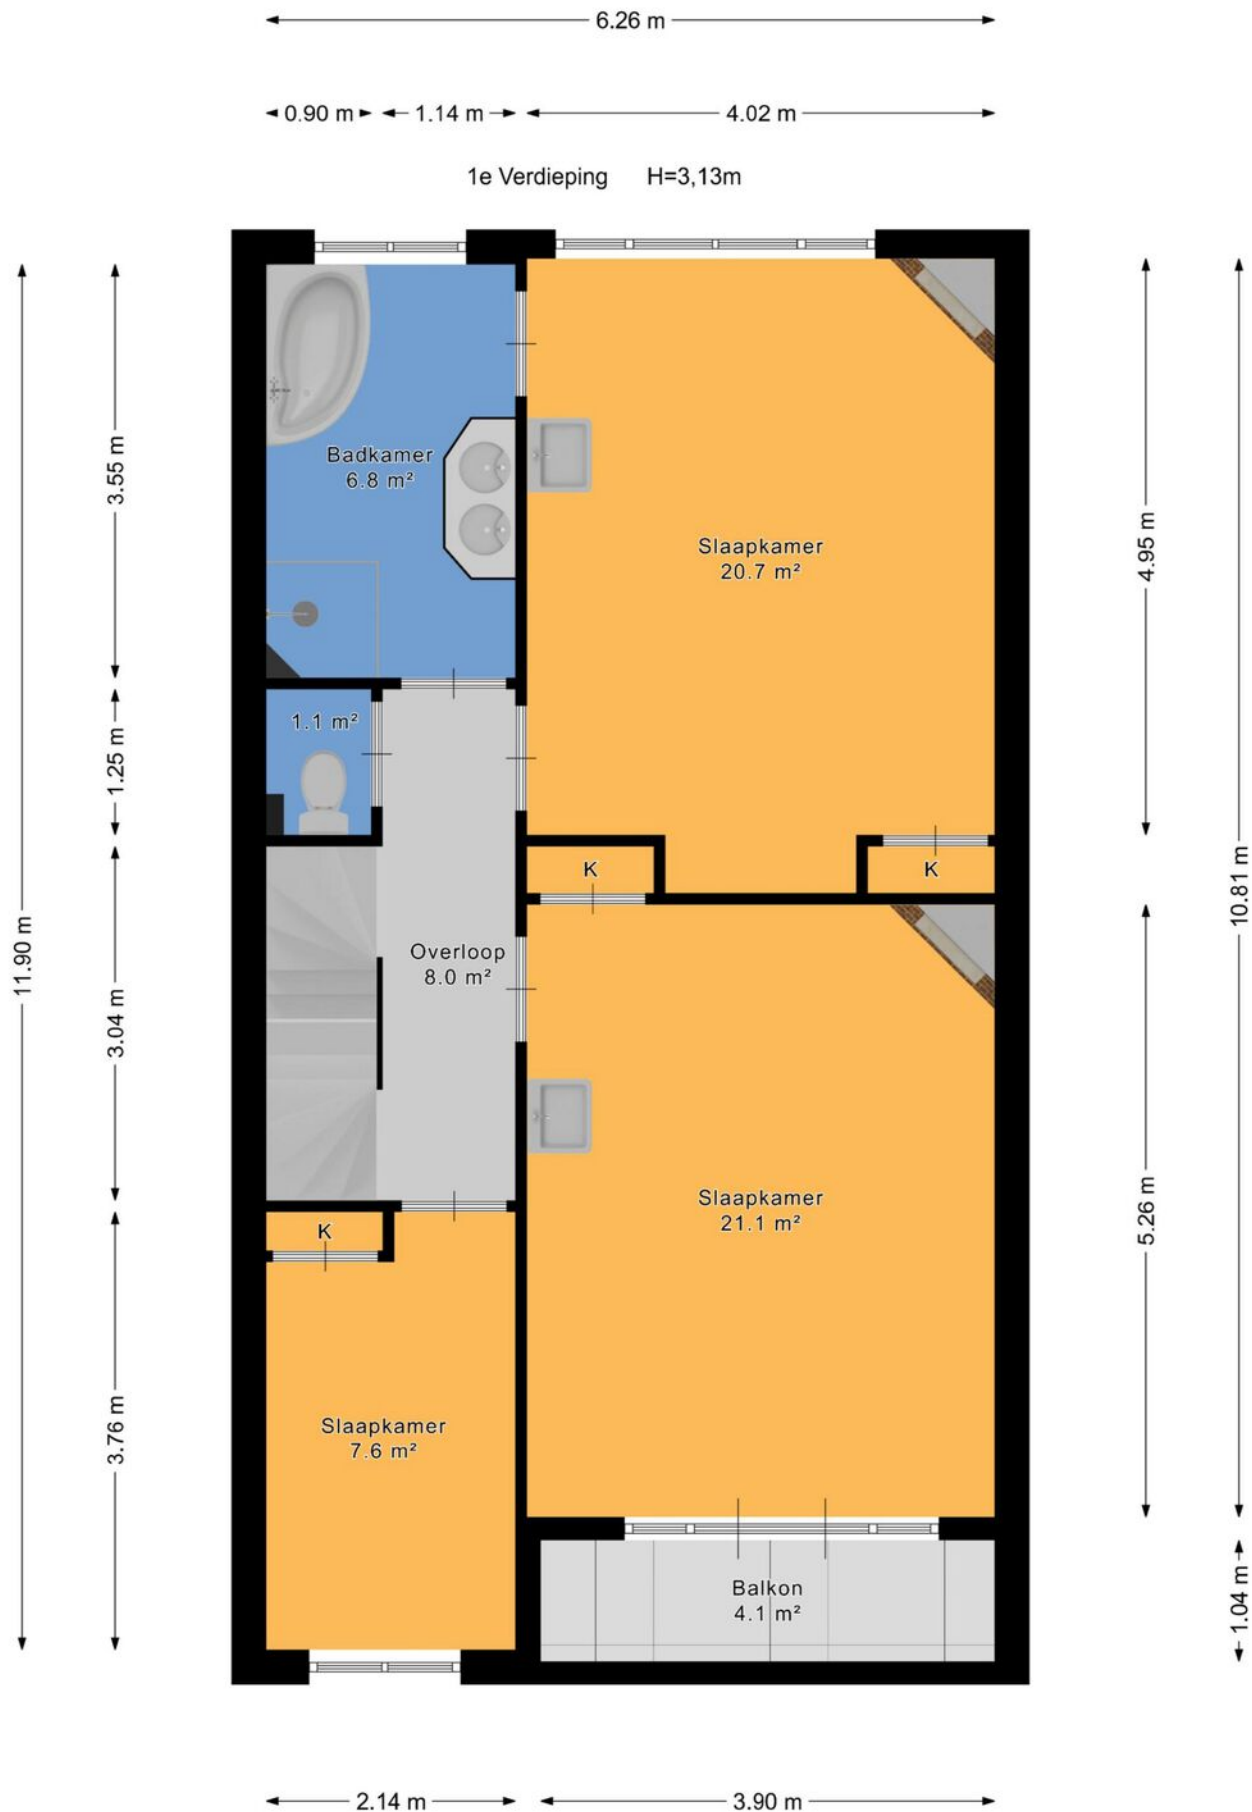 6.26 m
0.90 m
1.14 m
4.02 m
1e Verdieping H=3,13m
Badkamer
6.8 m²
3.55 m
Slaapkamer
20.7 m²
4.95 m
1.1 m²
1.25 m
K
K
10.81 m
11.90 m
Overloop
8.0 m²
3.04 m
Slaapkamer
21.1 m²
5.26 m
K
Slaapkamer
7.6 m²
3.76 m
Balkon
4.1 m²
1.04 m
2.14 m
3.90 m